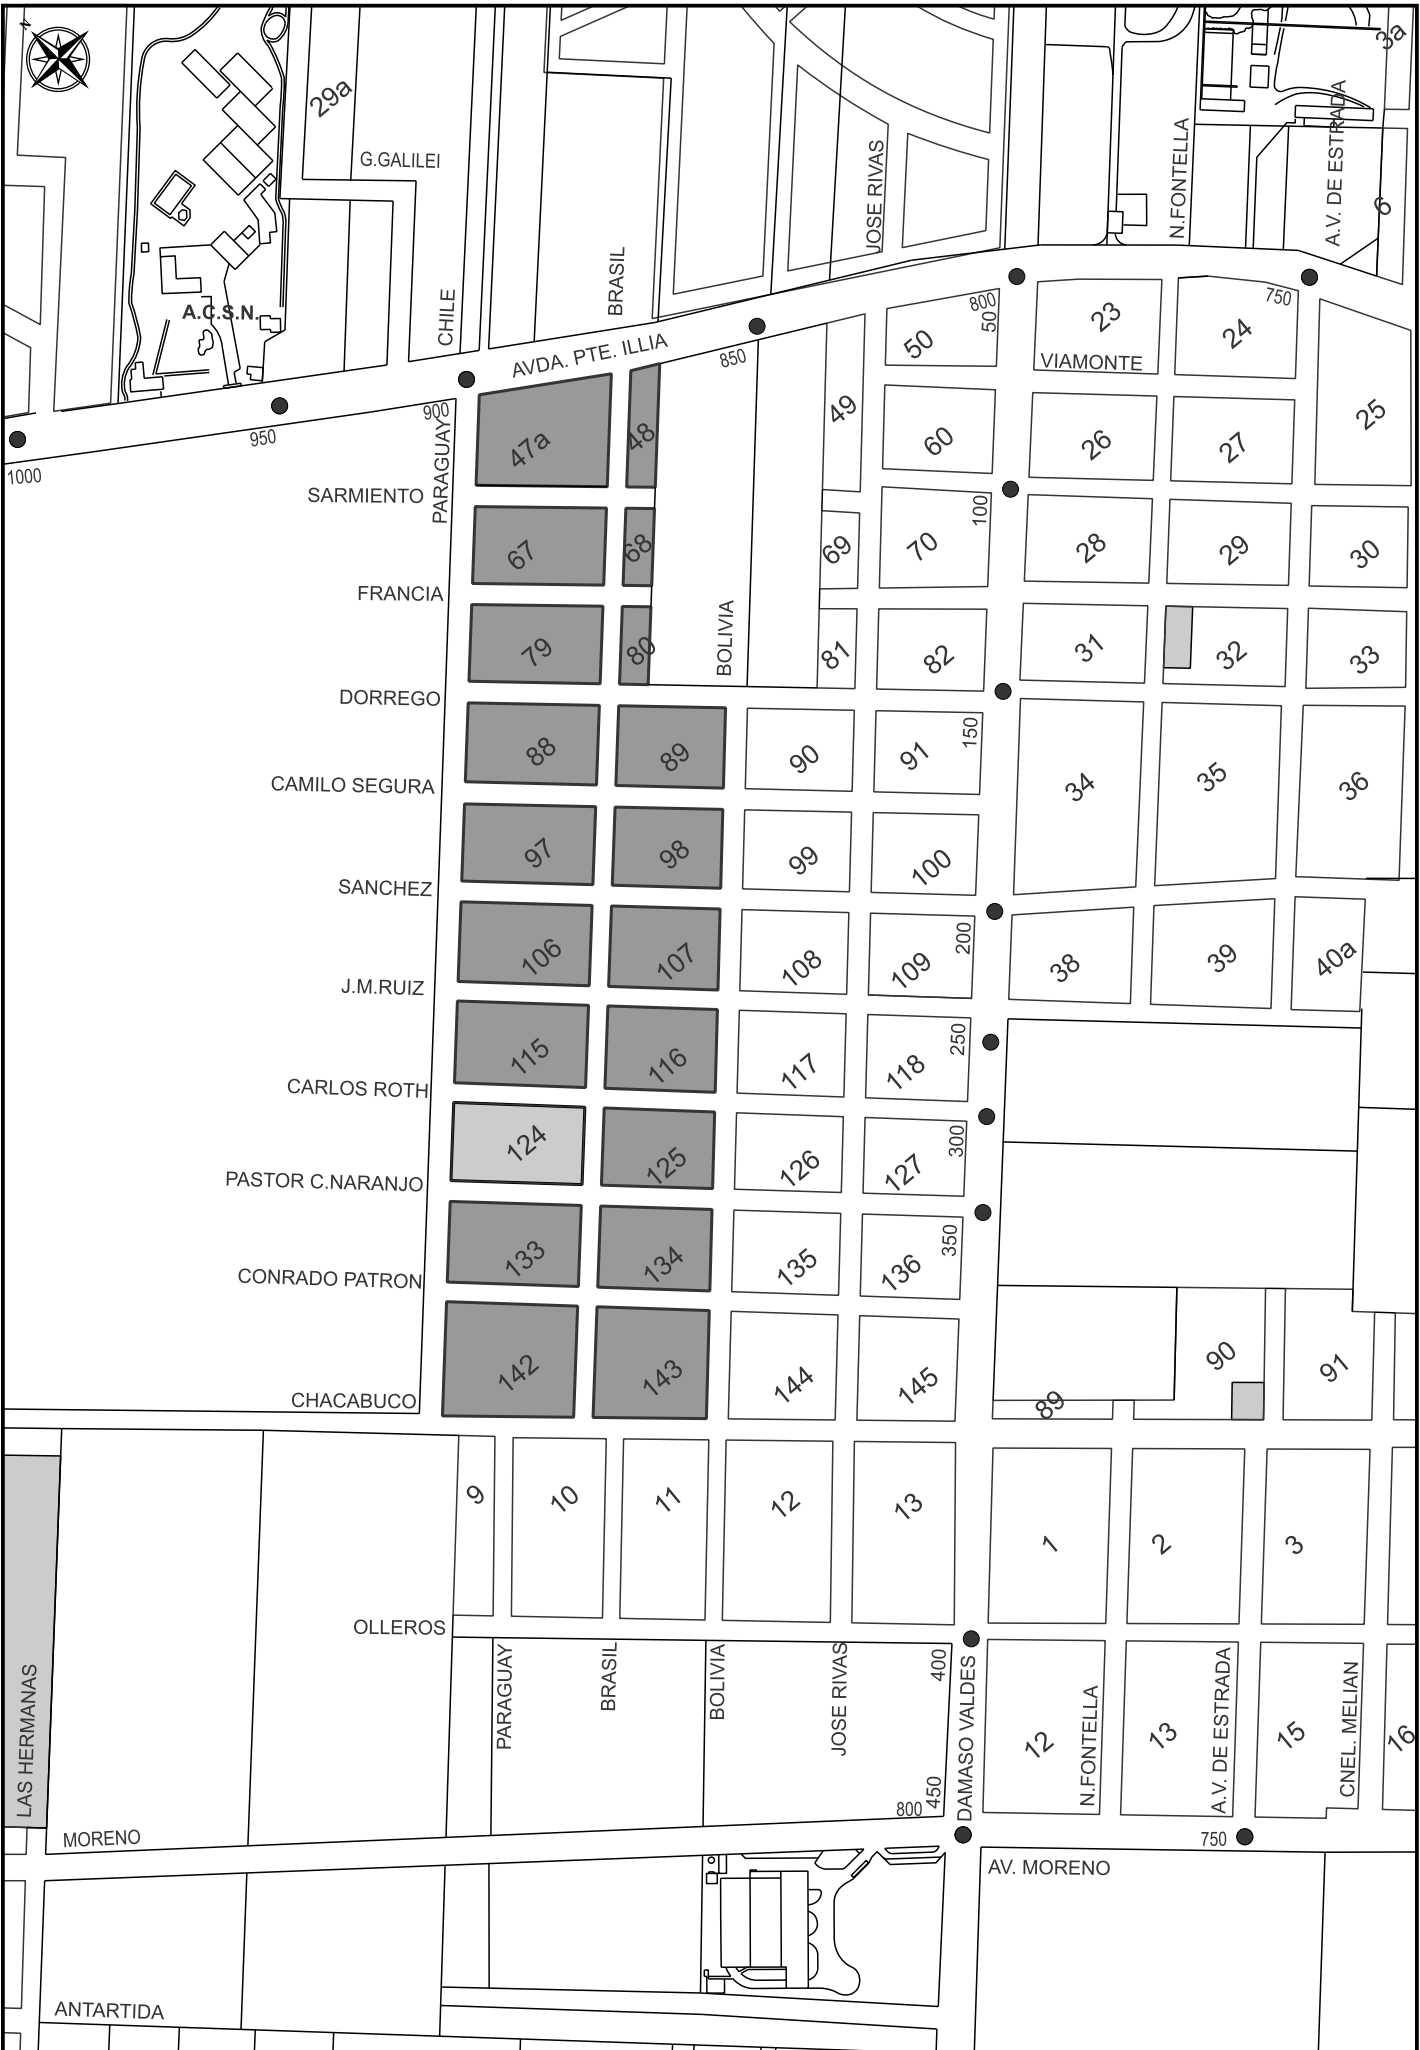 N
3a
29a
G.GALILEI
JOSE RIVAS
N.FONTELLA
A.V. DE ESTRADA
6
BRASIL
CHILE
A.C.S.N.
800
50
750
23
24
50
VIAMONTE
AVDA. PTE. ILLIA
850
900
950
1000
PARAGUAY
47a
48
49
60
26
27
25
SARMIENTO
100
67
68
69
70
28
29
30
FRANCIA
BOLIVIA
79
80
81
82
31
32
33
DORREGO
150
88
89
90
91
34
35
36
CAMILO SEGURA
97
98
99
100
SANCHEZ
200
106
107
108
109
38
39
40a
J.M.RUIZ
250
115
116
117
118
CARLOS ROTH
300
124
125
126
127
PASTOR C.NARANJO
350
133
134
135
136
CONRADO PATRON
142
143
144
145
89
90
91
CHACABUCO
9
10
11
12
13
1
2
3
OLLEROS
LAS HERMANAS
PARAGUAY
BRASIL
BOLIVIA
JOSE RIVAS
400
450
DAMASO VALDES
12
N.FONTELLA
13
A.V. DE ESTRADA
15
CNEL. MELIAN
16
800
750
MORENO
AV. MORENO
ANTARTIDA